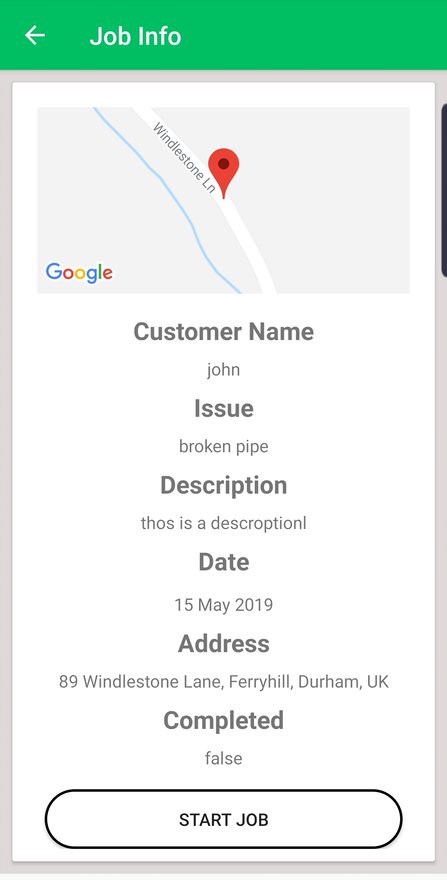 Job Info
Windlestone Ln
Google
Customer Name
john
Issue
broken pipe
Description
thos is a descroptionl
Date
15 May 2019
Address
89 Windlestone Lane, Ferryhill, Durham, UK
Completed
false
START JOB